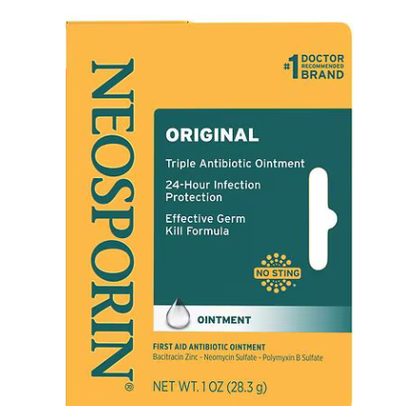 NEOSPORIN®
#1 DOCTOR
RECOMMENDED
BRAND
ORIGINAL
Triple Antibiotic Ointment
24-Hour Infection
Protection
Effective Germ
Kill Formula
NO STING
OINTMENT
FIRST AID ANTIBIOTIC OINTMENT
Bacitracin Zinc - Neomycin Sulfate - Polymyxin B Sulfate
NET WT. 1 OZ (28.3 g)